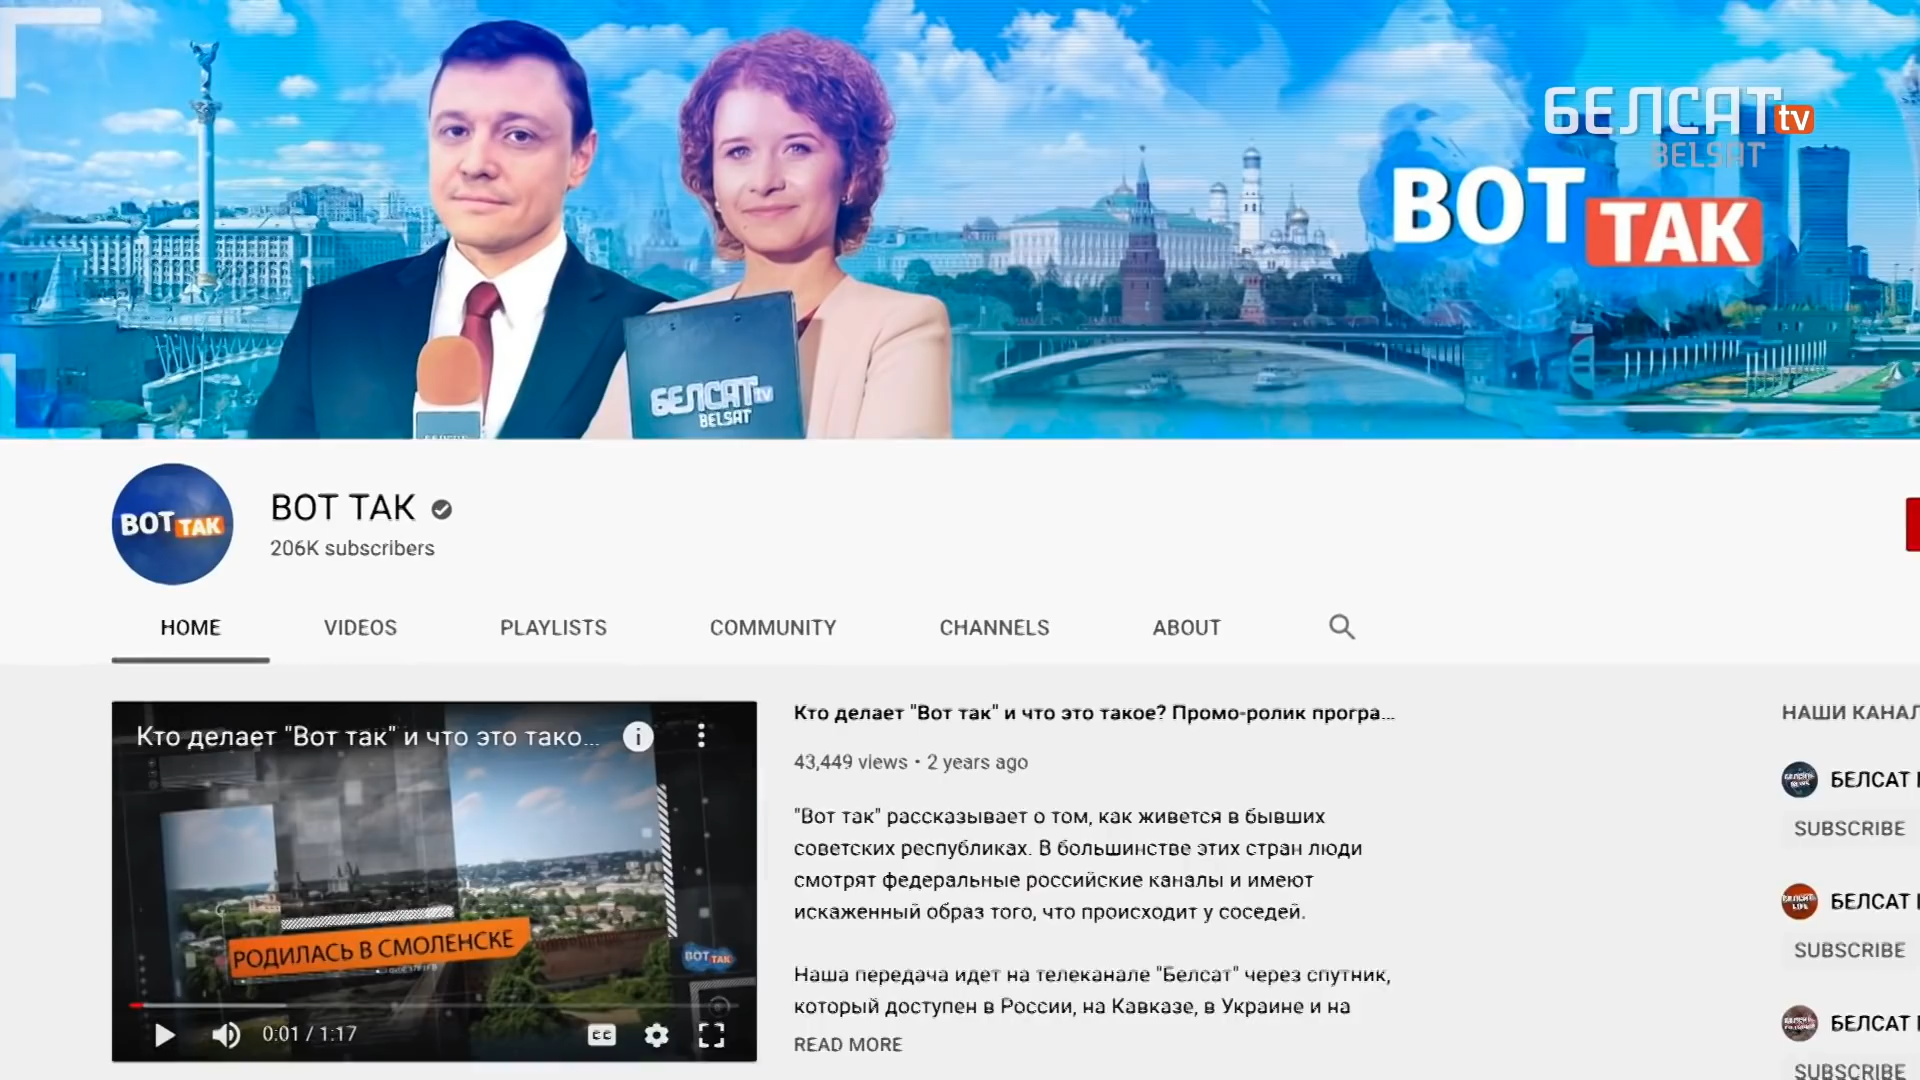 БЕЛСАТ tv
BELSAT
ВОТ ТАК
БЕЛСАТ tv
BELSAT
ВОТ ТАК
ВОТ ТАК
206K subscribers
HOME VIDEOS PLAYLISTS COMMUNITY CHANNELS ABOUT
Кто делает "Вот так" и что это тако...
РОДИЛАСЬ В СМОЛЕНСКЕ
ВОТ ТАК
0:01 / 1:17
CC
Кто делает "Вот так" и что это такое? Промо-ролик програ...
43,449 views • 2 years ago
"Вот так" рассказывает о том, как живется в бывших
советских республиках. В большинстве этих стран люди
смотрят федеральные российские каналы и имеют
искаженный образ того, что происходит у соседей.
Наша передача идет на телеканале "Белсат" через спутник,
который доступен в России, на Кавказе, в Украине и на
READ MORE
НАШИ КАНАЛ
БЕЛСАТ
SUBSCRIBE
БЕЛСАТ
SUBSCRIBE
БЕЛСАТ
SUBSCRIBE